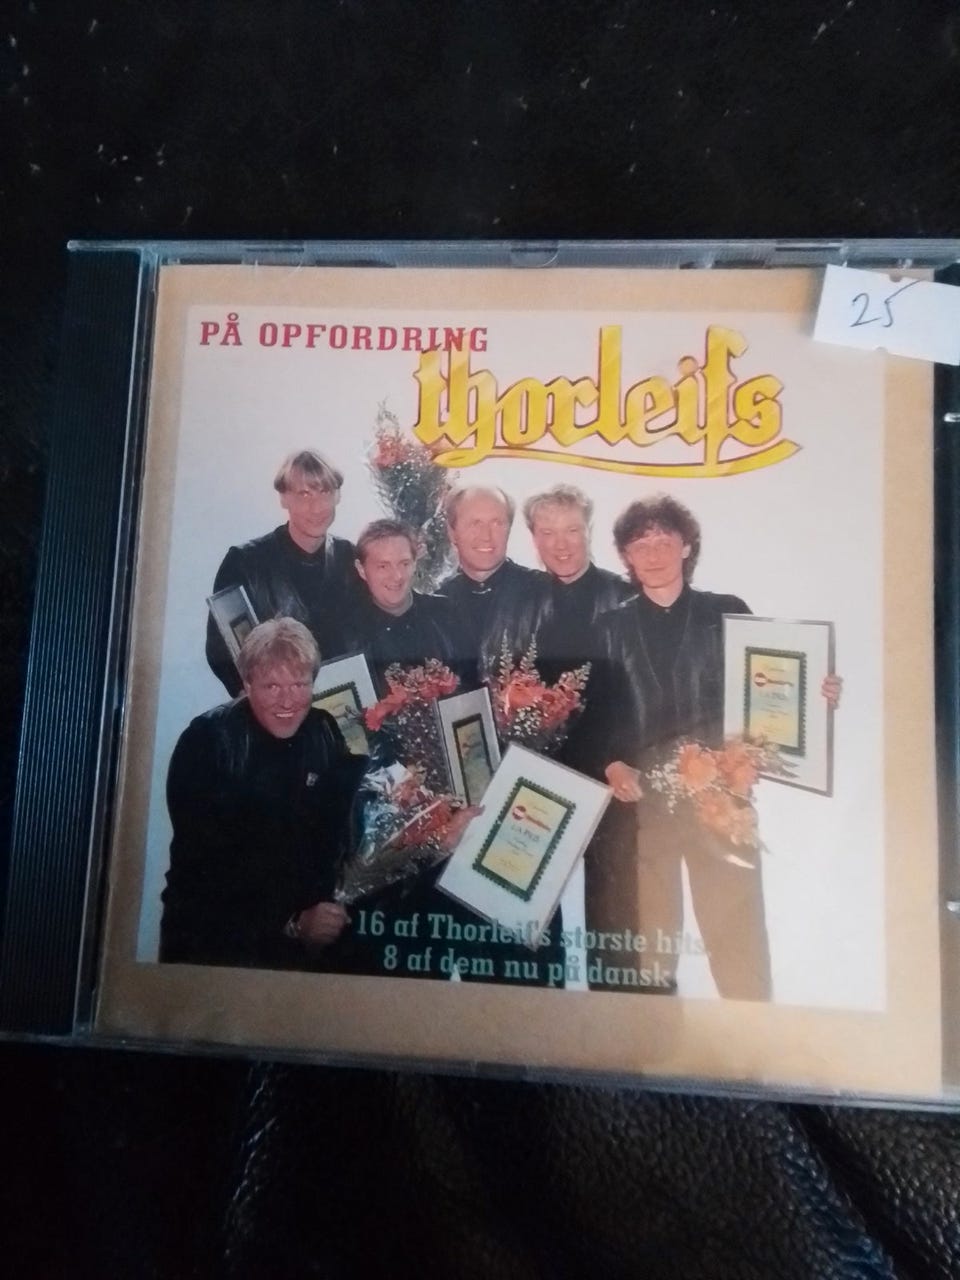 25
PÅ OPFORDRING
thorleifs
16 af Thorleifs største hits,
8 af dem nu på dansk